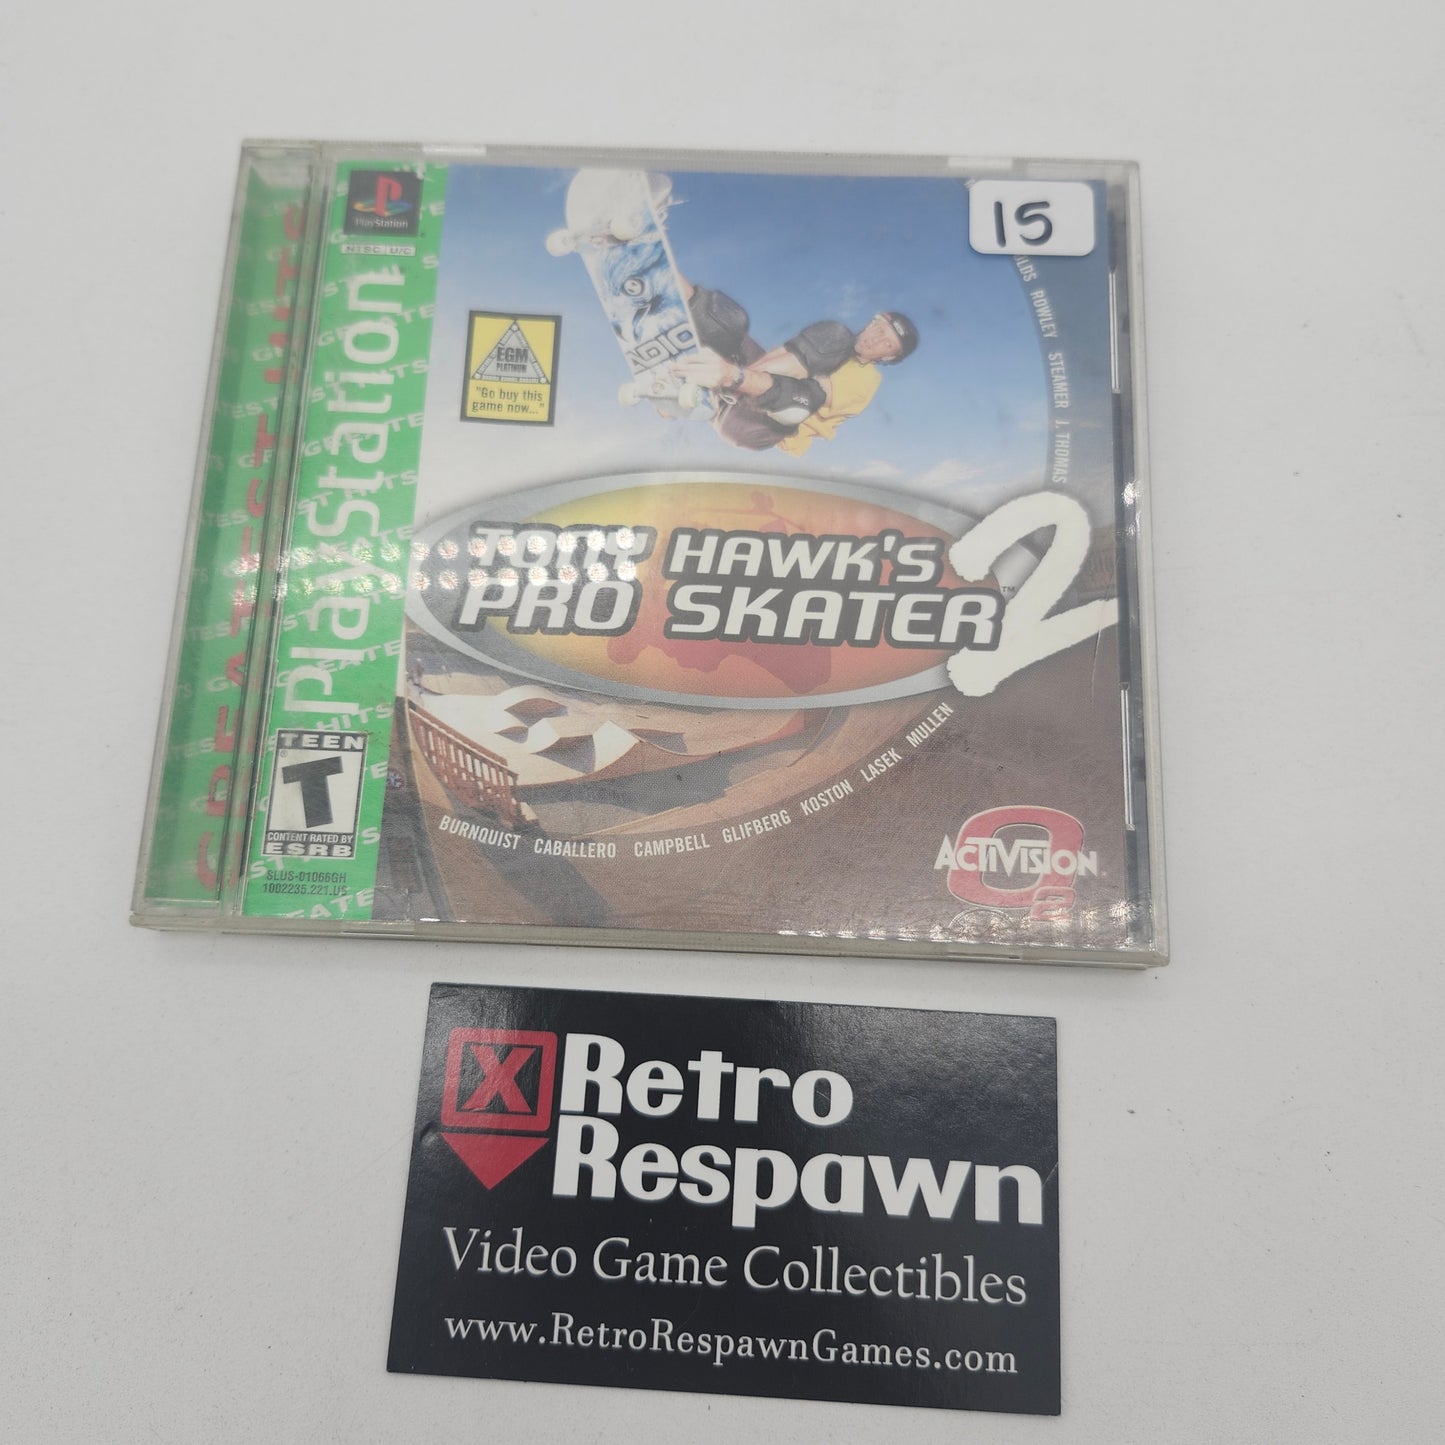 PlayStation
NTSC U/C
PlayStation
GREATEST HITS
15
EGM
PLATINUM
"Go buy this
game now..."
ROWLEY STEAMER J. THOMAS
TONY HAWK'S
PRO SKATER 2
™
BURNQUIST CABALLERO CAMPBELL GLIFBERG KOSTON LASEK MULLEN
TEEN
T
CONTENT RATED BY
ESRB
SLUS-01066GH
1002235.221.US
ACTIVISION
Retro
Respawn
Video Game Collectibles
www.RetroRespawnGames.com